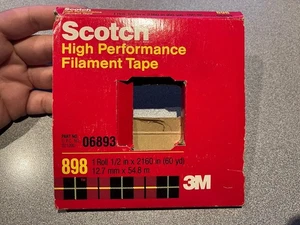 Scotch
High Performance
Filament Tape
06893
898 1 Roll 1/2 in x 2160 in (60 yd)
12.7 mm x 54.8 m
3M